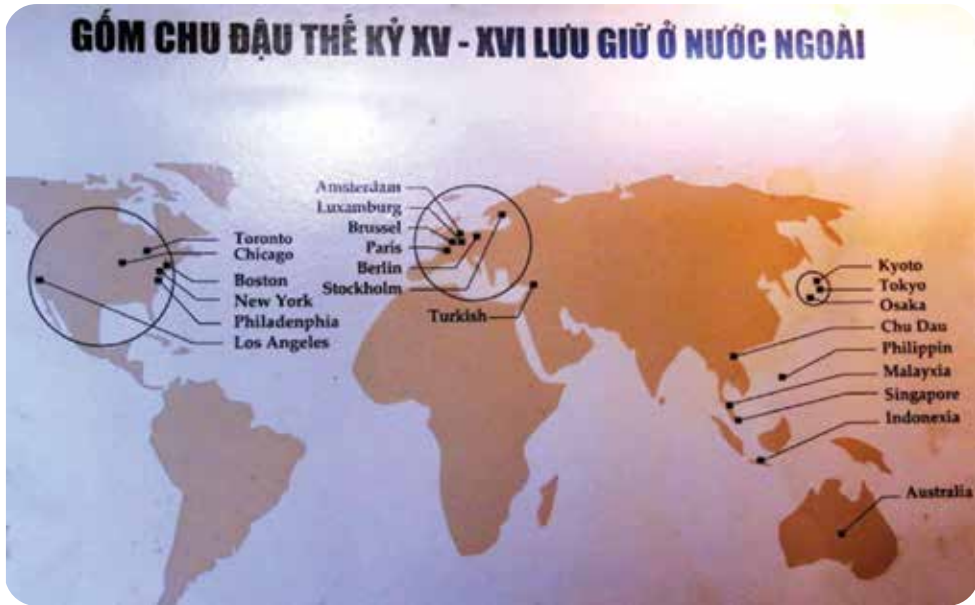 GỐM CHU ĐẬU THẾ KỶ XV - XVI LƯU GIỮ Ở NƯỚC NGOÀI
Amsterdam
Luxamburg
Brussel
Paris
Berlin
Stockholm
Turkish
Toronto
Chicago
Boston
New York
Philadenphia
Los Angeles
Kyoto
Tokyo
Osaka
Chu Dau
Philippin
Malayxia
Singapore
Indonexia
Australia